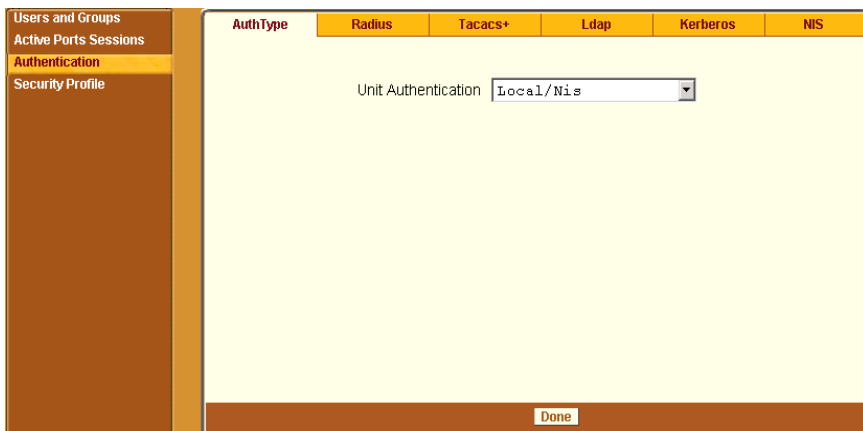 Users and Groups
Active Ports Sessions
Authentication
Security Profile
AuthType Radius Tacacs+ Ldap Kerberos NIS
Unit Authentication Local/Nis
Done